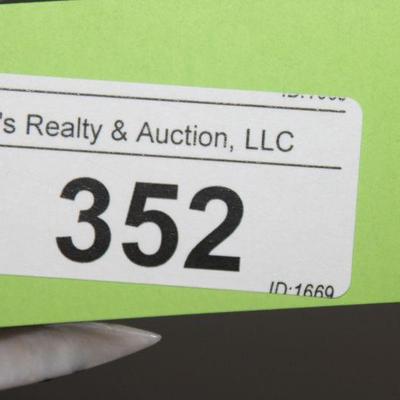 's Realty & Auction, LLC
352
ID:1669